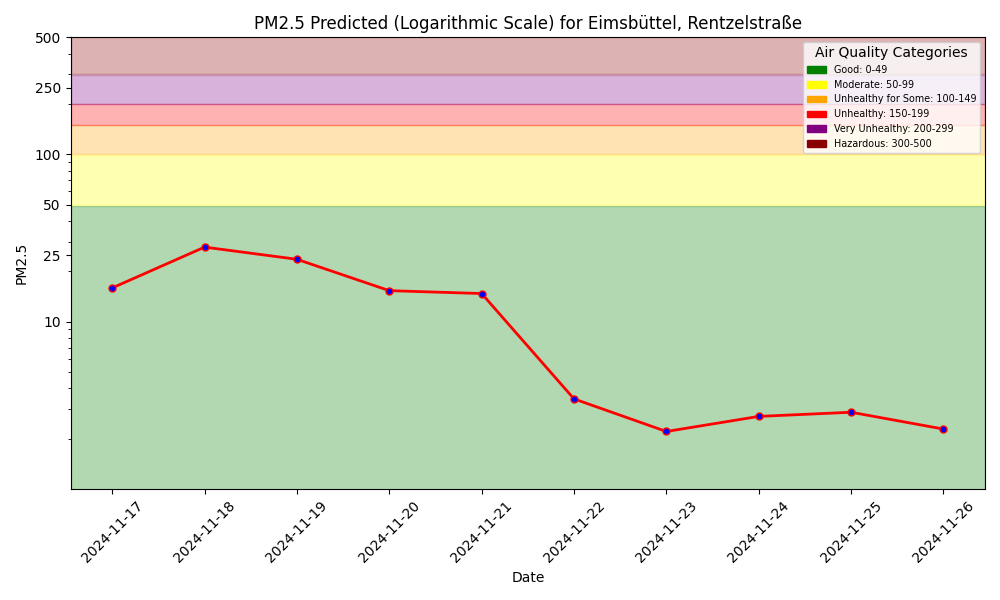 PM2.5 Predicted (Logarithmic Scale) for Eimsbüttel, Rentzelstraße
Air Quality Categories
Good: 0-49
Moderate: 50-99
Unhealthy for Some: 100-149
Unhealthy: 150-199
Very Unhealthy: 200-299
Hazardous: 300-500
500
250
100
50
25
10
PM2.5
2024-11-17
2024-11-18
2024-11-19
2024-11-20
2024-11-21
2024-11-22
2024-11-23
2024-11-24
2024-11-25
2024-11-26
Date